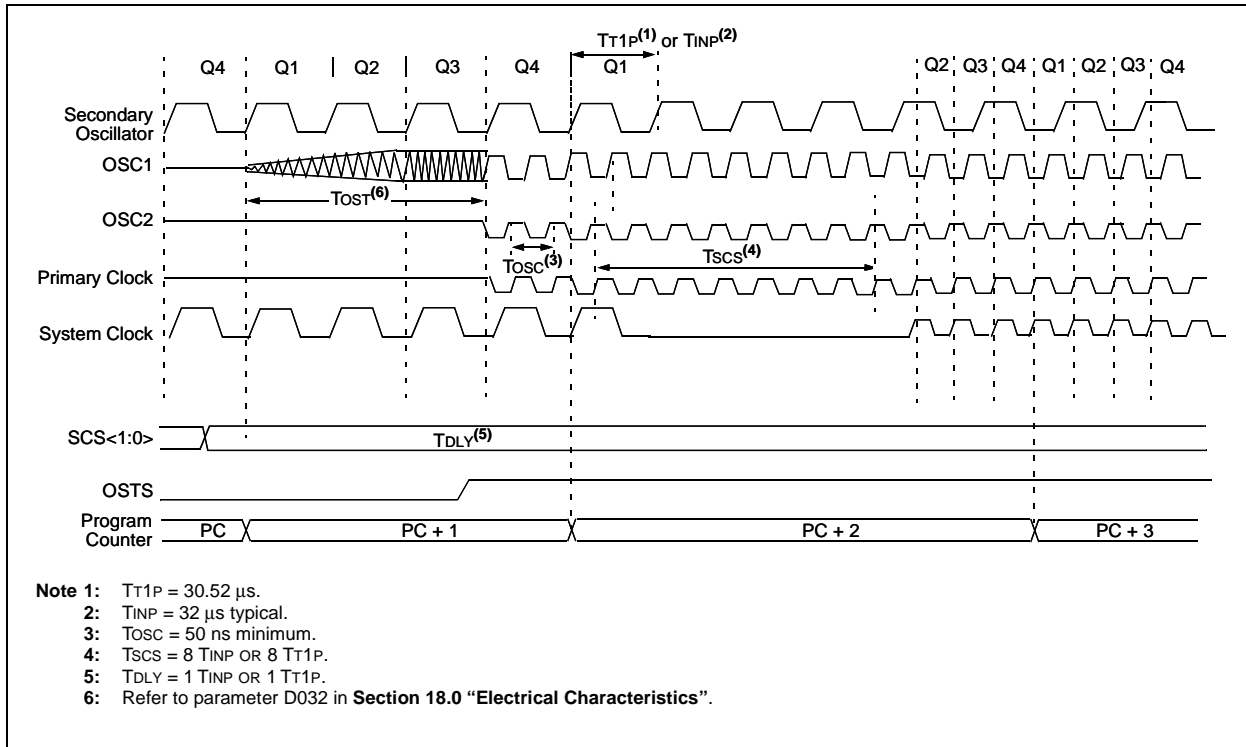 TT1P(1) or TINP(2)
Q4 Q1 Q2 Q3 Q4 Q1 Q2 Q3 Q4 Q1 Q2 Q3 Q4
Secondary
Oscillator
OSC1
TOST(6)
OSC2
TOSC(3)
TSCS(4)
Primary Clock
System Clock
SCS<1:0>
TDLY(5)
OSTS
Program
Counter
PC PC + 1 PC + 2 PC + 3
Note 1: TT1P = 30.52 μs.
2: TINP = 32 μs typical.
3: TOSC = 50 ns minimum.
4: TSCS = 8 TINP OR 8 TT1P.
5: TDLY = 1 TINP OR 1 TT1P.
6: Refer to parameter D032 in Section 18.0 “Electrical Characteristics”.